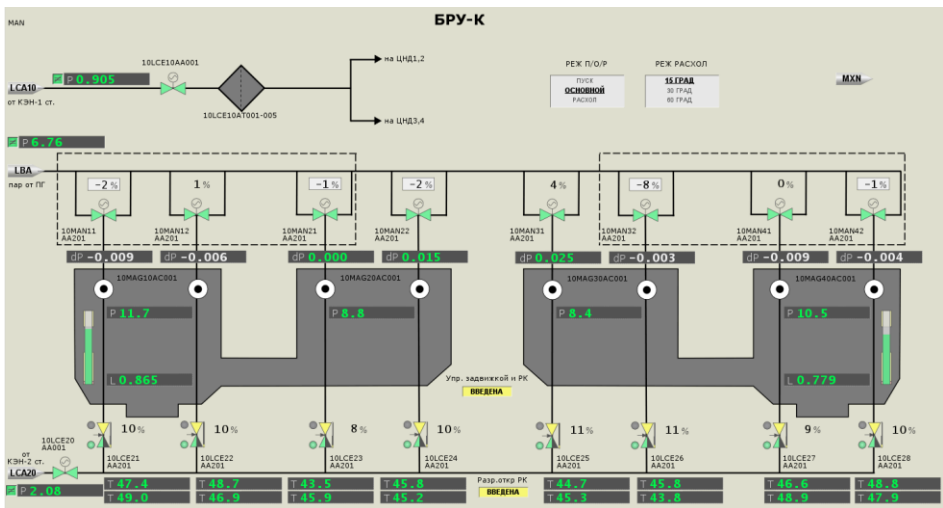 БРУ-К
MAN
10LCE10AA001
на ЦНД1,2
РЕЖ П/О/Р
РЕЖ РАСХОЛ
LCA10
P 0.905
ПУСК
ОСНОВНОЙ
РАСХОЛ
15 ГРАД
30 ГРАД
60 ГРАД
MXN
от КЭН-1 ст.
10LCE10AT001-005
на ЦНД3,4
P 6.76
LBA
пар от ПГ
-2 %
1 %
-1 %
-2 %
4 %
-8 %
0 %
-1 %
10MAN11 AA201
10MAN12 AA201
10MAN21 AA201
10MAN22 AA201
10MAN31 AA201
10MAN32 AA201
10MAN41 AA201
10MAN42 AA201
dP -0.009
dP -0.006
dP 0.000
dP 0.015
dP 0.025
dP -0.003
dP -0.009
dP -0.004
10MAG10AC001
10MAG20AC001
10MAG30AC001
10MAG40AC001
P 11.7
P 8.8
P 8.4
P 10.5
L 0.865
Упр. задвижкой и РК
ВВЕДЕНА
L 0.779
10 %
10 %
8 %
10 %
11 %
11 %
9 %
10 %
10LCE20
AA001
от
КЭН-2 ст.
LCA20
10LCE21 AA201
10LCE22 AA201
10LCE23 AA201
10LCE24 AA201
10LCE25 AA201
10LCE26 AA201
10LCE27 AA201
10LCE28 AA201
P 2.08
T 47.4
T 48.7
T 43.5
T 45.8
Разр.откр РК
ВВЕДЕНА
T 44.7
T 45.8
T 46.6
T 48.8
T 49.0
T 46.9
T 45.9
T 45.2
T 45.3
T 43.8
T 48.9
T 47.9